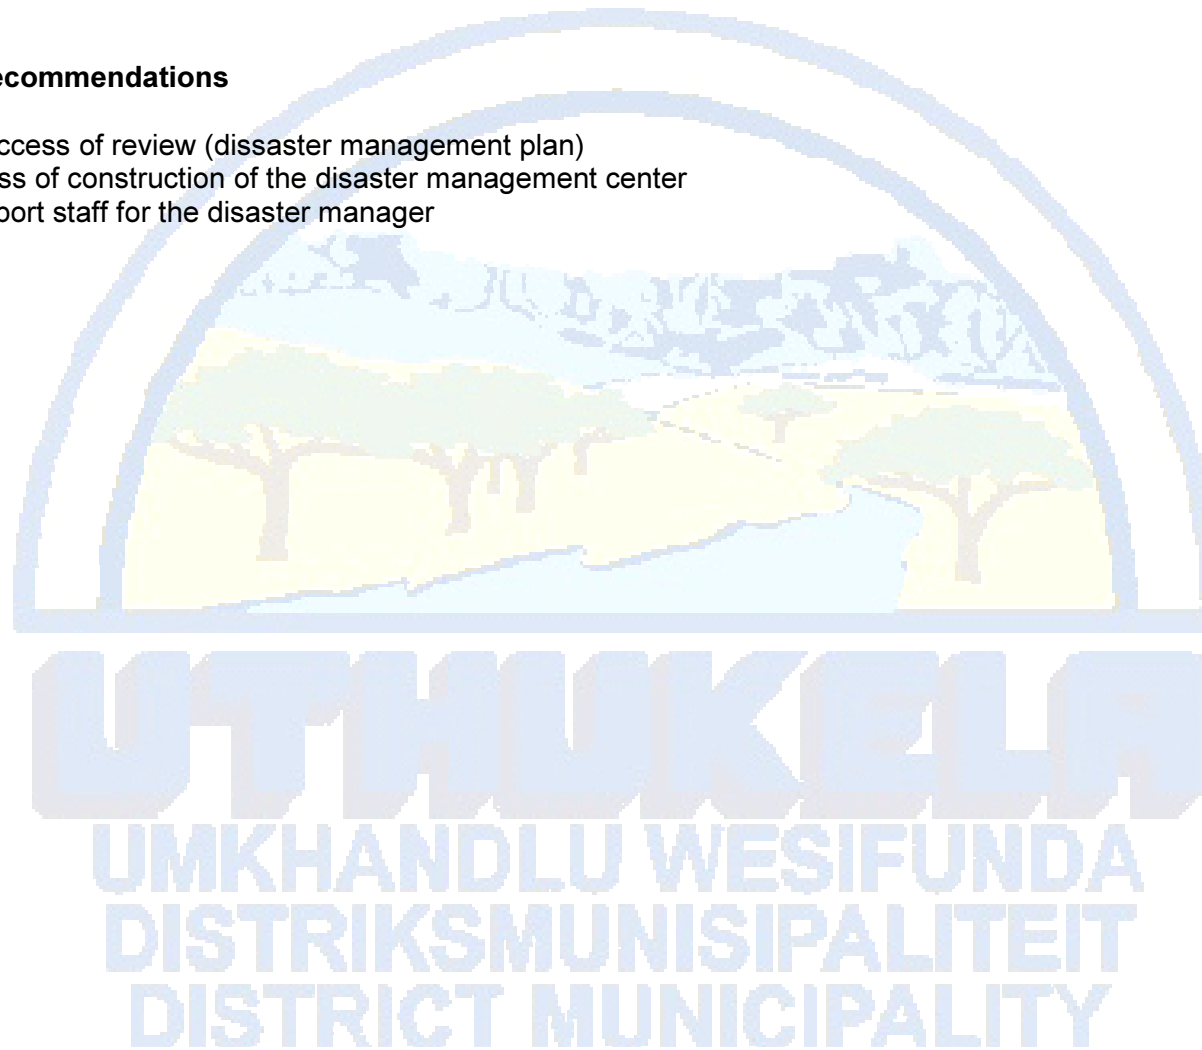 ecommendations
ccess of review (dissaster management plan)
ss of construction of the disaster management center
port staff for the disaster manager
UTHUKELA
UMKHANDLU WESIFUNDA
DISTRIKSMUNISIPALITEIT
DISTRICT MUNICIPALITY